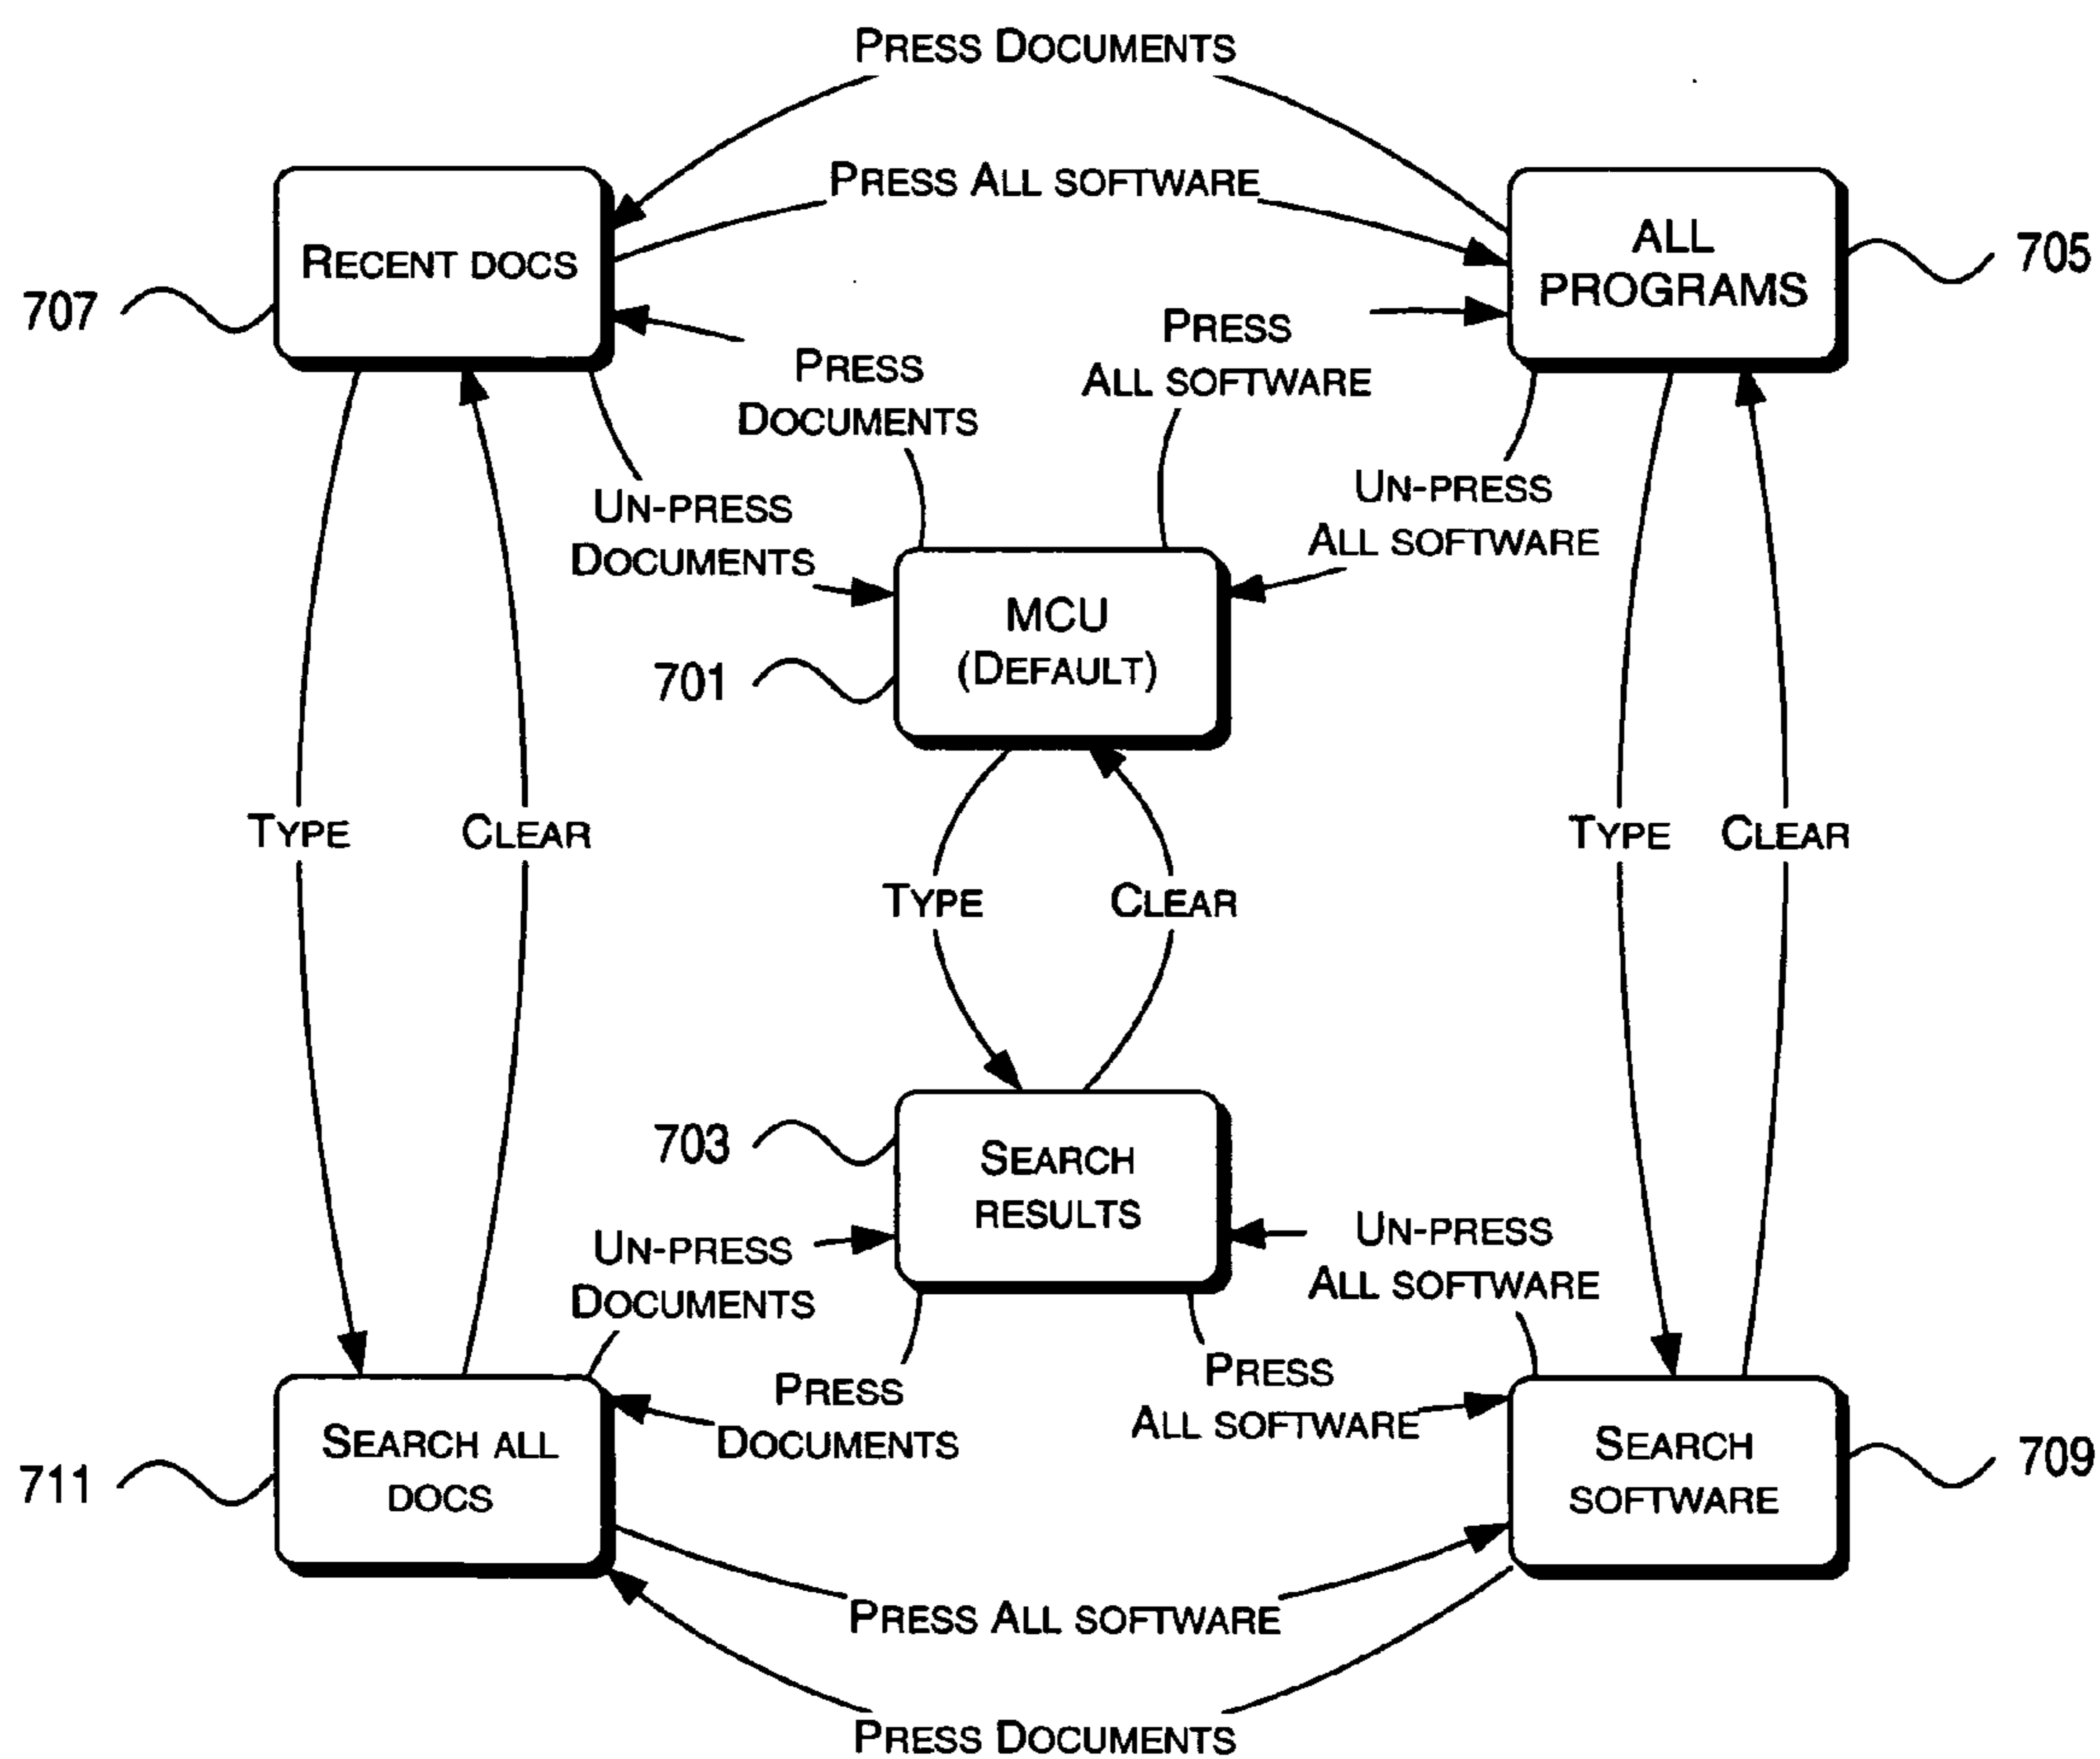 PRESS DOCUMENTS
PRESS ALL SOFTWARE
RECENT DOCS
ALL
PROGRAMS
705
707
PRESS
ALL SOFTWARE
PRESS
DOCUMENTS
UN-PRESS
DOCUMENTS
UN-PRESS
ALL SOFTWARE
MCU
(DEFAULT)
701
TYPE
CLEAR
TYPE
CLEAR
TYPE
CLEAR
703
SEARCH
RESULTS
UN-PRESS
DOCUMENTS
UN-PRESS
ALL SOFTWARE
PRESS
DOCUMENTS
PRESS
ALL SOFTWARE
SEARCH ALL
DOCS
711
SEARCH
SOFTWARE
709
PRESS ALL SOFTWARE
PRESS DOCUMENTS